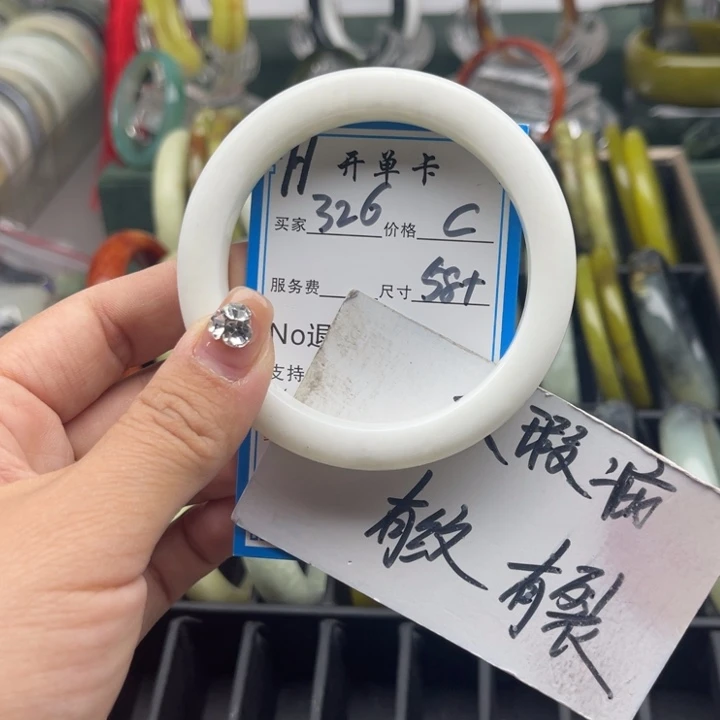 H 开单卡
买家 326 价格 C
服务费 尺寸 58+
No退
支持
瑕疵
有纹 有裂